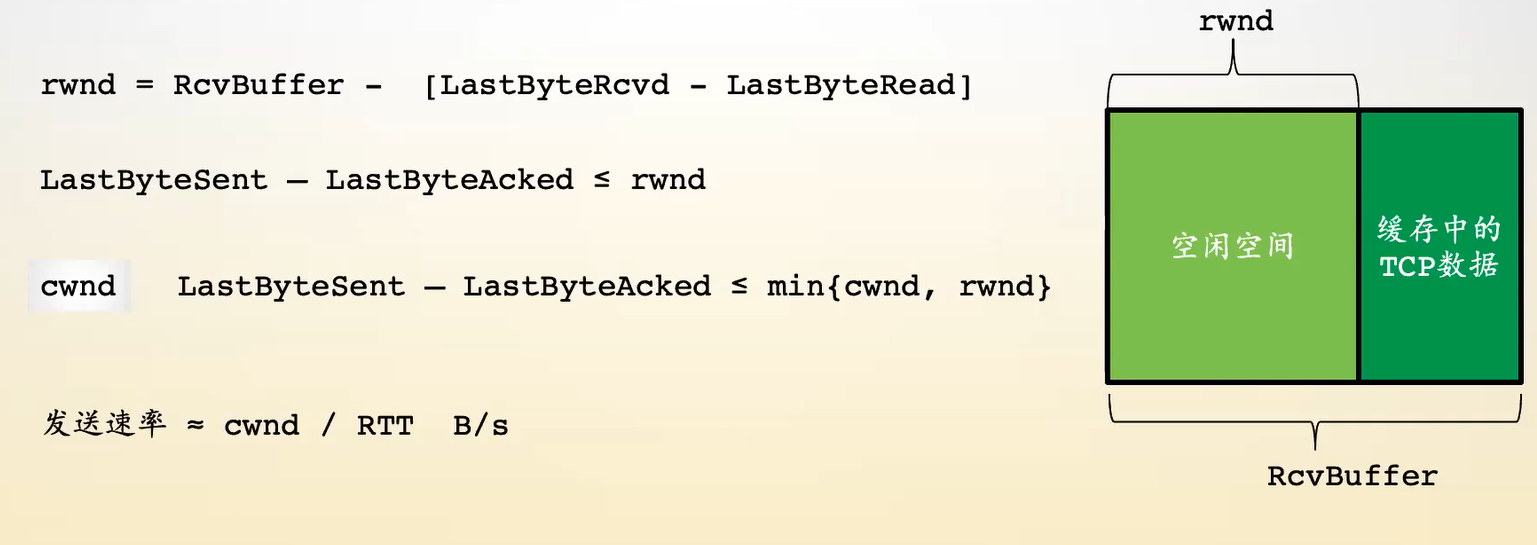 rwnd
rwnd = RcvBuffer - [LastByteRcvd - LastByteRead]
LastByteSent – LastByteAcked ≤ rwnd
空闲空间
缓存中的
TCP数据
cwnd LastByteSent – LastByteAcked ≤ min{cwnd, rwnd}
发送速率 ≈ cwnd / RTT B/s
RcvBuffer